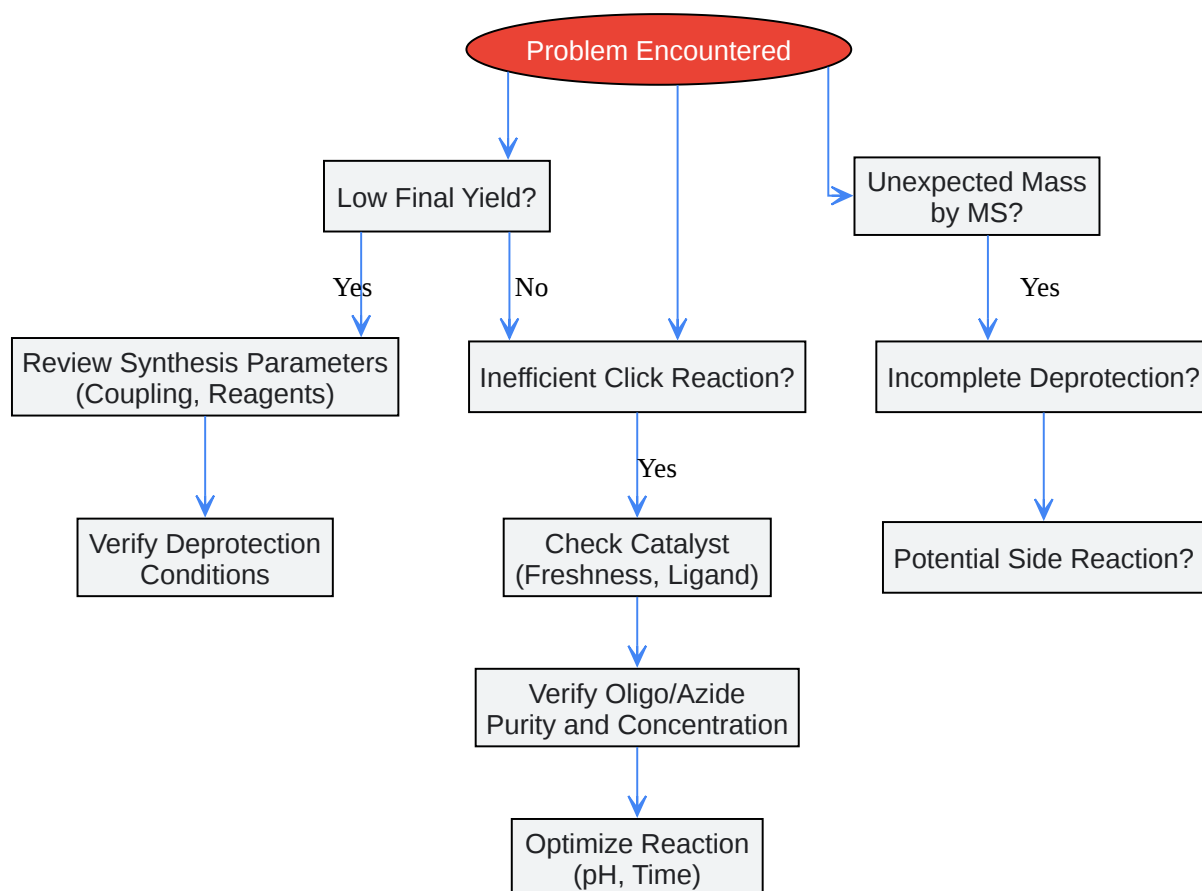 Problem Encountered
Low Final Yield?
Unexpected Mass
by MS?
Yes
No
Yes
Review Synthesis Parameters
(Coupling, Reagents)
Inefficient Click Reaction?
Incomplete Deprotection?
Yes
Verify Deprotection
Conditions
Check Catalyst
(Freshness, Ligand)
Potential Side Reaction?
Verify Oligo/Azide
Purity and Concentration
Optimize Reaction
(pH, Time)